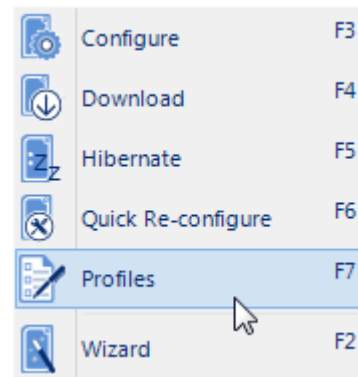 Configure F3
Download F4
Hibernate F5
Quick Re-configure F6
Profiles F7
Wizard F2